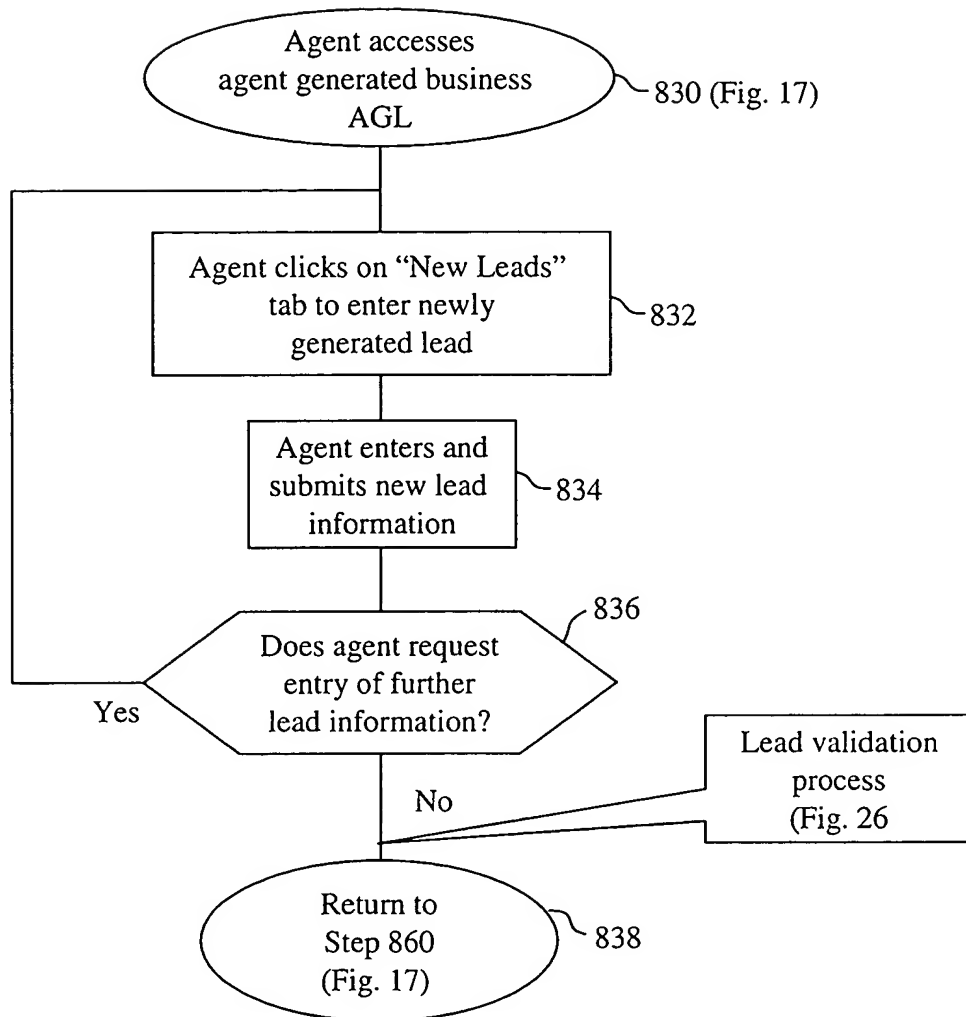 Agent accesses
agent generated business
AGL
830 (Fig. 17)
Agent clicks on “New Leads”
tab to enter newly
generated lead
832
Agent enters and
submits new lead
information
834
836
Does agent request
entry of further
lead information?
Yes
No
Lead validation
process
(Fig. 26
Return to
Step 860
(Fig. 17)
838